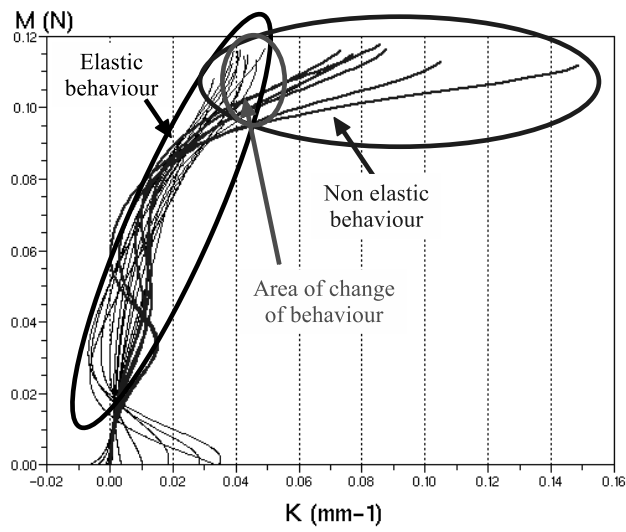 M (N)
0.12
0.10
0.08
0.06
0.04
0.02
0.00
-0.02
0.00
0.02
0.04
0.06
0.08
0.10
0.12
0.14
0.16
K (mm-1)
Elastic
behaviour
Non elastic
behaviour
Area of change
of behaviour